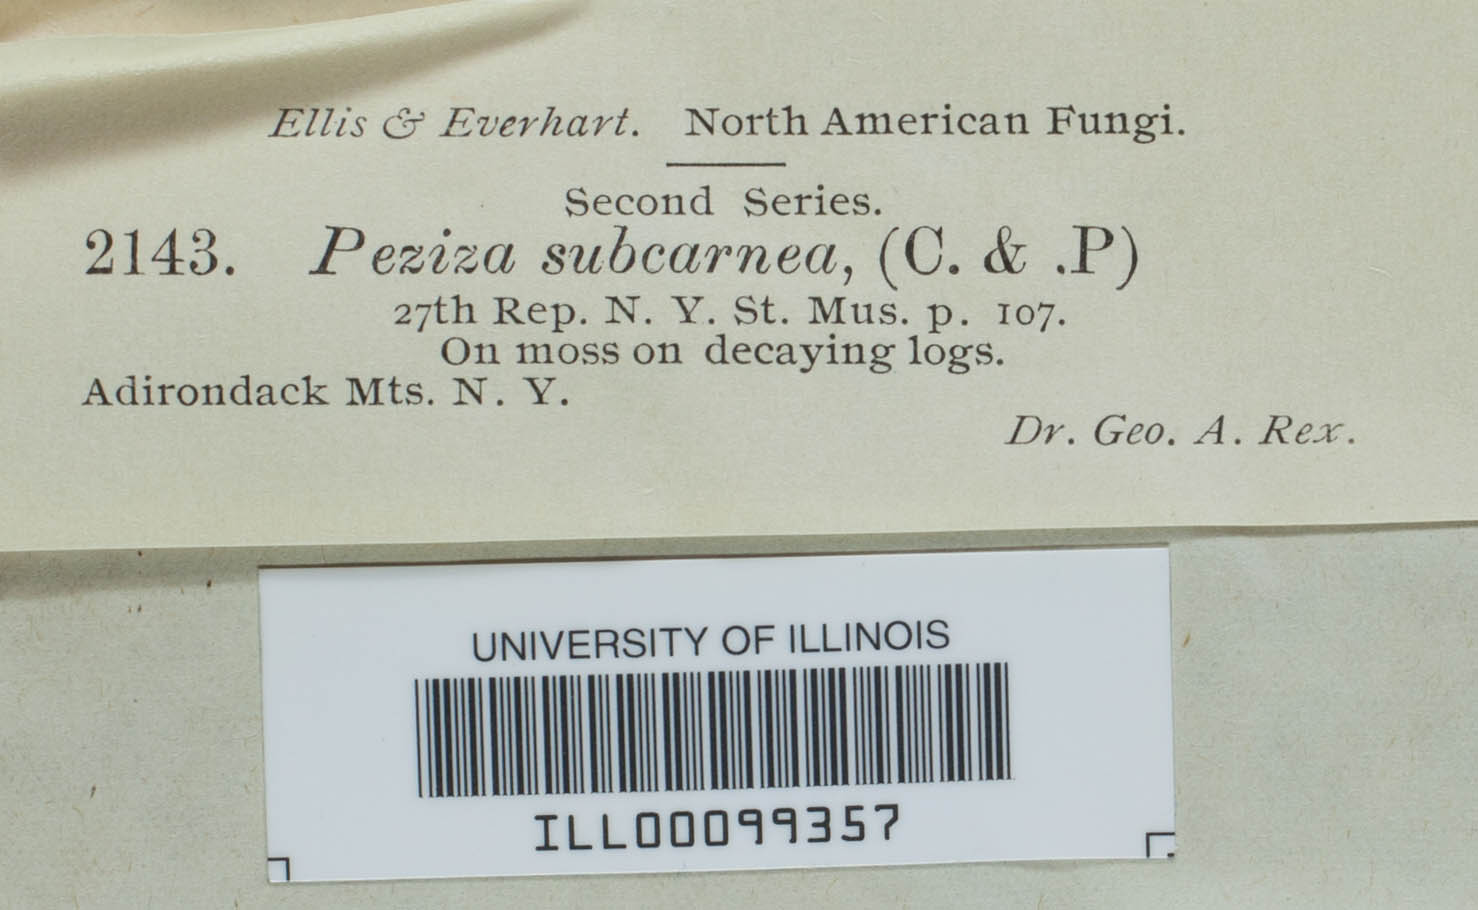 Ellis & Everhart. North American Fungi.
Second Series.
2143. Peziza subcarnea, (C. & .P)
27th Rep. N. Y. St. Mus. p. 107.
On moss on decaying logs.
Adirondack Mts. N. Y.
Dr. Geo. A. Rex.
UNIVERSITY OF ILLINOIS
ILL00099357